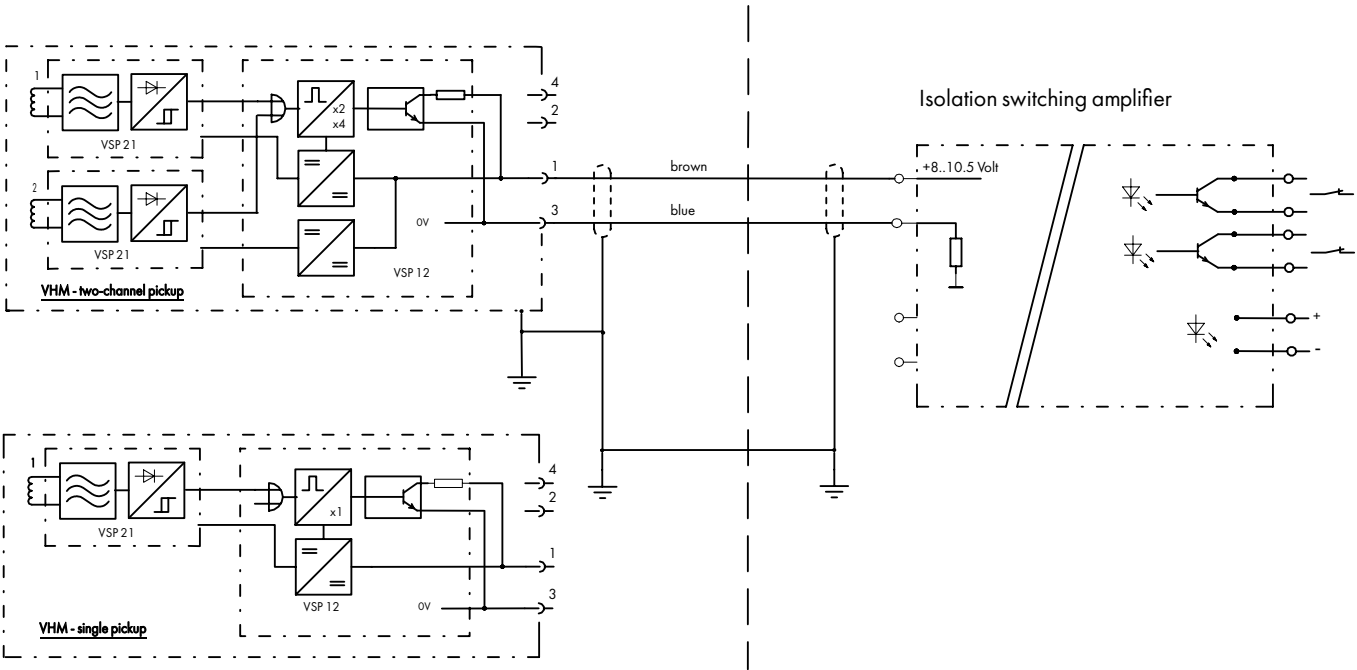 1
VSP 21
2
VSP 21
VHM - two-channel pickup
x2
x4
0V
VSP 12
4
2
1
3
brown
blue
Isolation switching amplifier
+8..10.5 Volt
+
-
1
VSP 21
VHM - single pickup
x1
VSP 12
0V
4
2
1
3